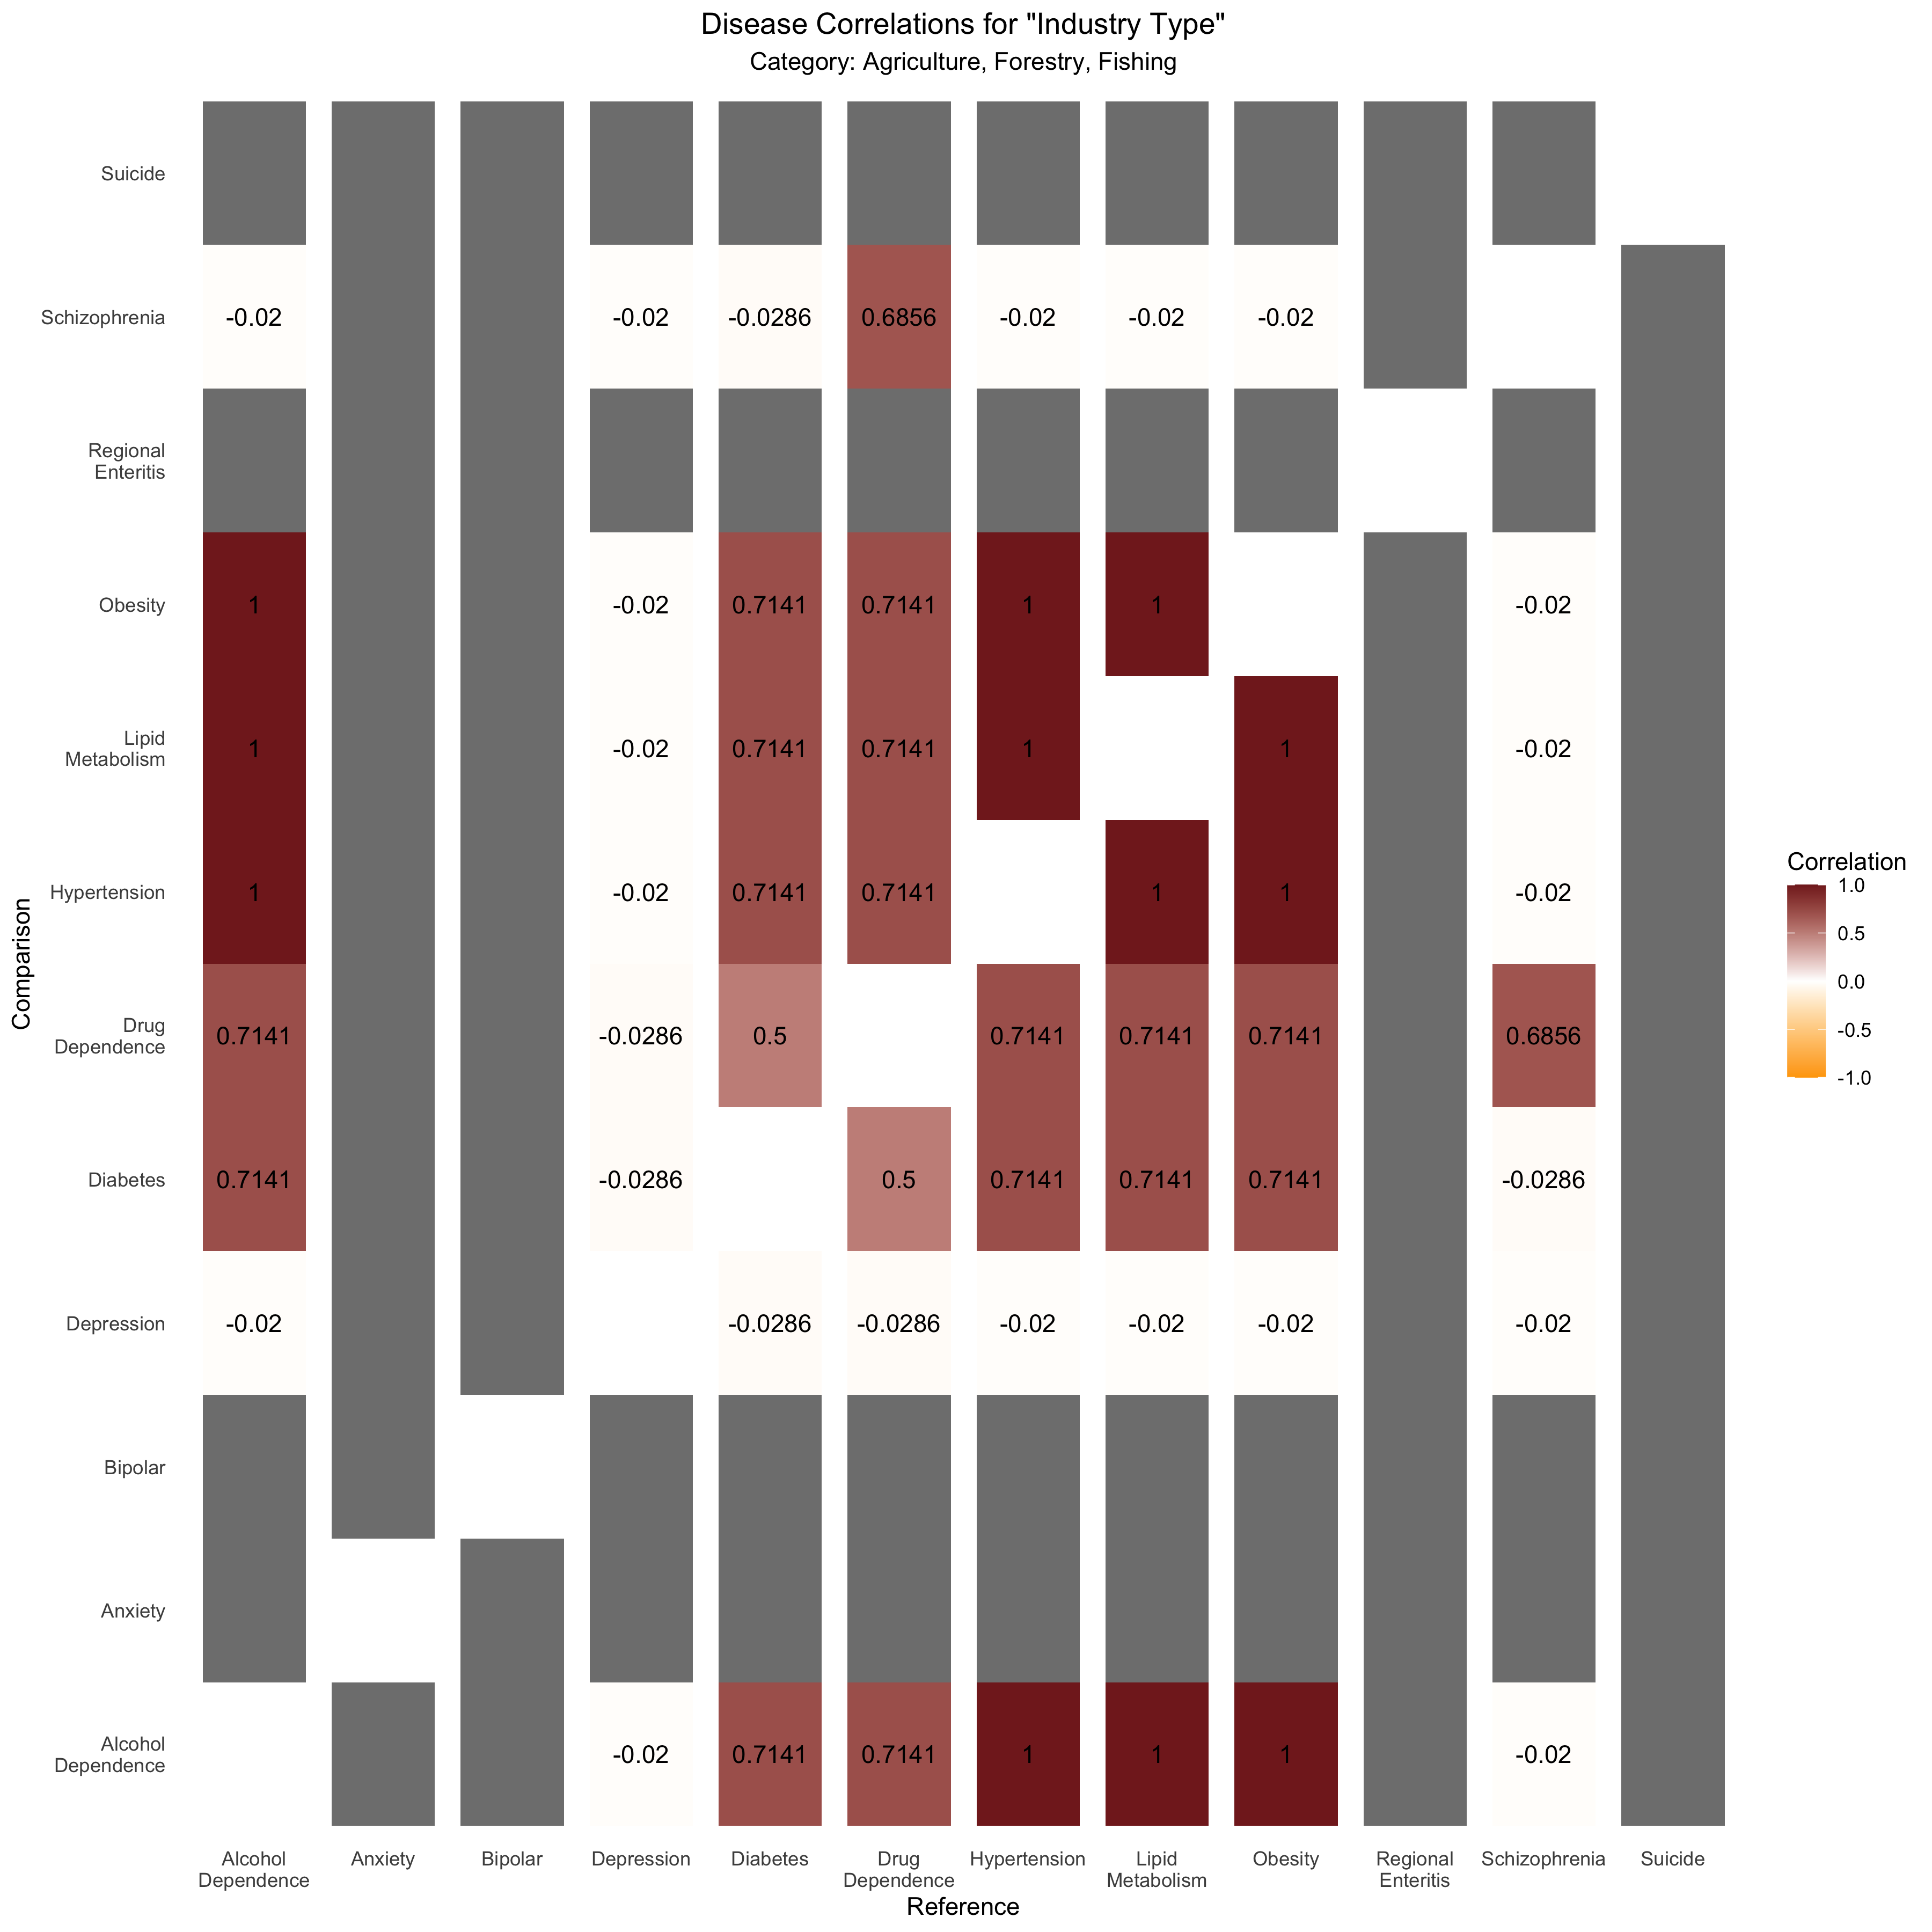 Disease Correlations for "Industry Type"
Category: Agriculture, Forestry, Fishing
Suicide
Schizophrenia
-0.02 -0.02 -0.0286 0.6856 -0.02 -0.02 -0.02
Regional
Enteritis
Obesity
1 -0.02 0.7141 0.7141 1 1 -0.02
Lipid
Metabolism
1 -0.02 0.7141 0.7141 1 1 -0.02
Hypertension
1 -0.02 0.7141 0.7141 1 1 -0.02
Drug
Dependence
0.7141 -0.0286 0.5 0.7141 0.7141 0.7141 0.6856
Diabetes
0.7141 -0.0286 0.5 0.7141 0.7141 0.7141 -0.0286
Depression
-0.02 -0.0286 -0.0286 -0.02 -0.02 -0.02 -0.02
Bipolar
Anxiety
Alcohol
Dependence
-0.02 0.7141 0.7141 1 1 1 -0.02
Comparison
Alcohol
Dependence
Anxiety
Bipolar
Depression
Diabetes
Drug
Dependence
Hypertension
Lipid
Metabolism
Obesity
Regional
Enteritis
Schizophrenia
Suicide
Reference
Correlation
1.0
0.5
0.0
-0.5
-1.0